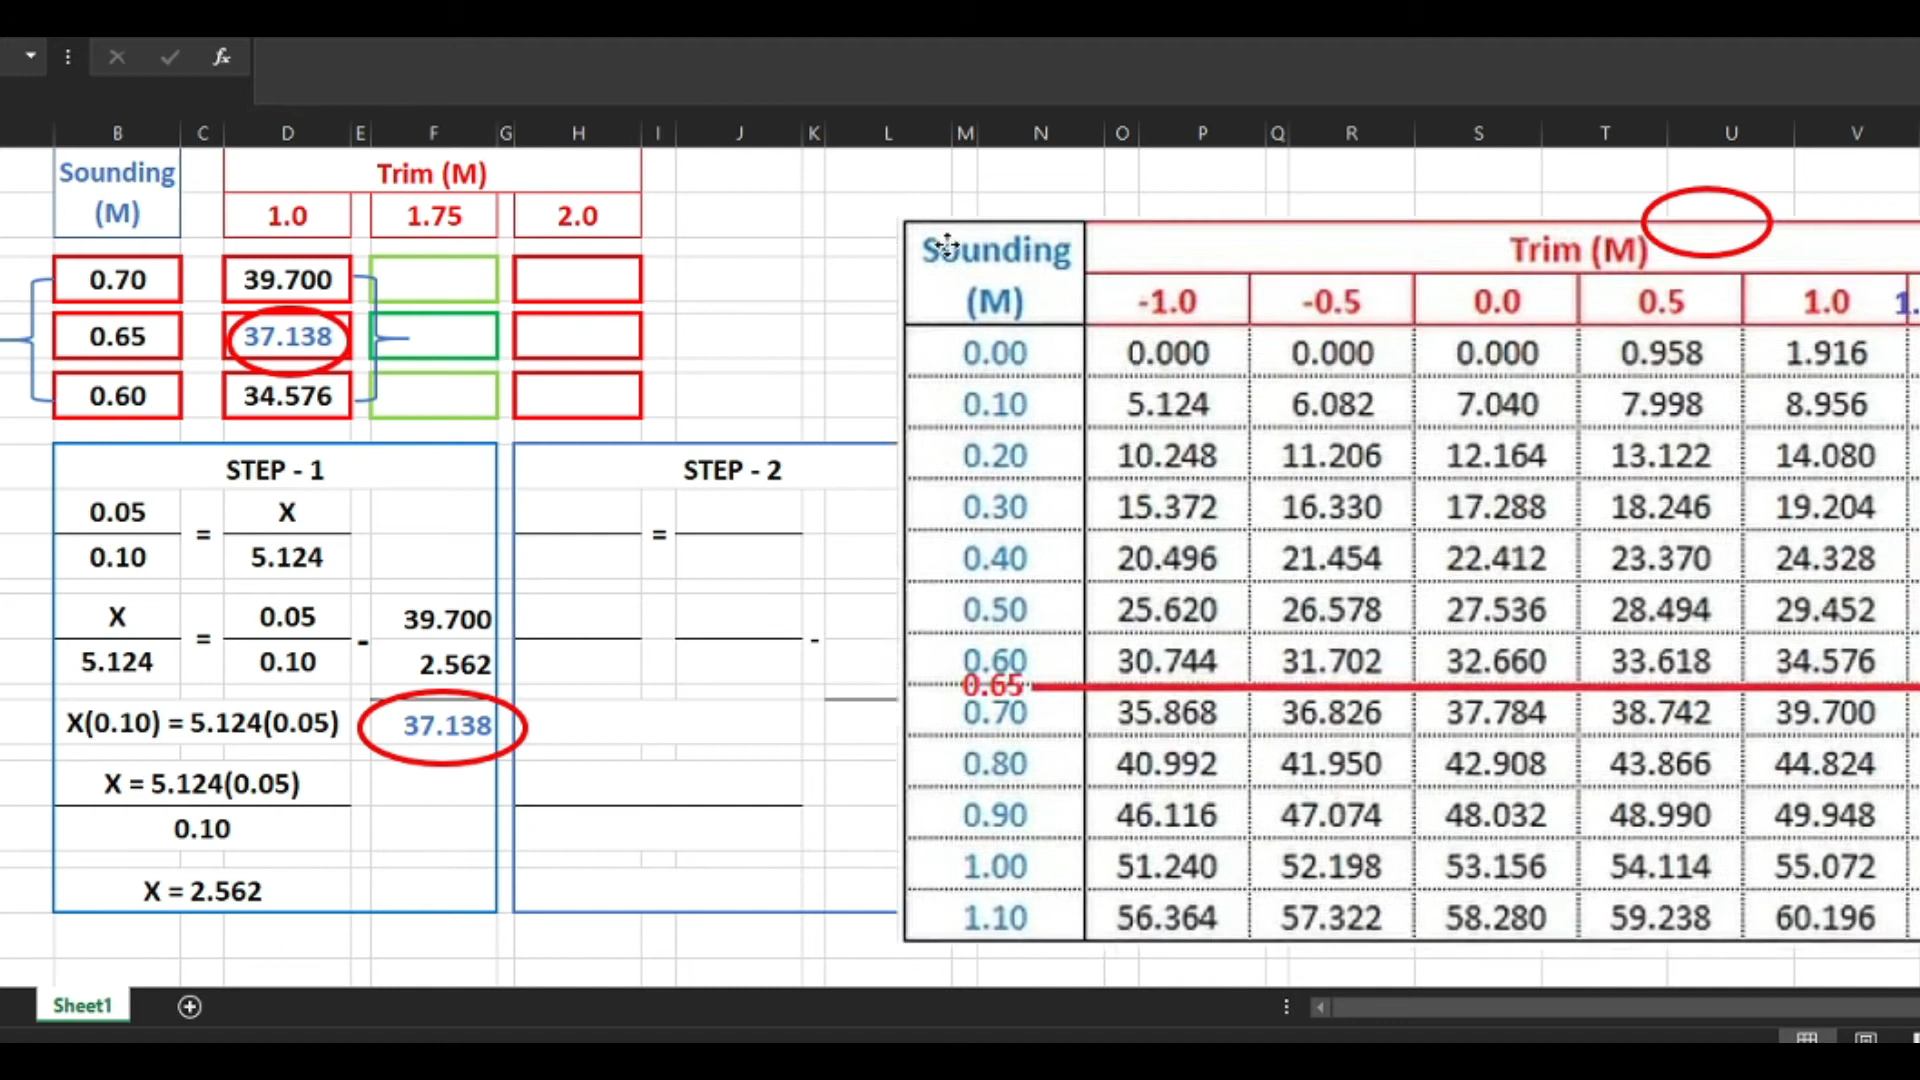 fx
B C D E F G H I J K L M N O P Q R S T U V
Sounding
(M)
Trim (M)
1.0 1.75 2.0
0.70 39.700
0.65 37.138
0.60 34.576
STEP - 1
0.05 = X
0.10 5.124
X = 0.05 - 39.700
5.124 0.10 2.562
X(0.10) = 5.124(0.05) 37.138
X = 5.124(0.05)
0.10
X = 2.562
STEP - 2
=
-
Sounding
(M)
Trim (M)
-1.0 -0.5 0.0 0.5 1.0 1.
0.00 0.000 0.000 0.000 0.958 1.916
0.10 5.124 6.082 7.040 7.998 8.956
0.20 10.248 11.206 12.164 13.122 14.080
0.30 15.372 16.330 17.288 18.246 19.204
0.40 20.496 21.454 22.412 23.370 24.328
0.50 25.620 26.578 27.536 28.494 29.452
0.60 30.744 31.702 32.660 33.618 34.576
0.65
0.70 35.868 36.826 37.784 38.742 39.700
0.80 40.992 41.950 42.908 43.866 44.824
0.90 46.116 47.074 48.032 48.990 49.948
1.00 51.240 52.198 53.156 54.114 55.072
1.10 56.364 57.322 58.280 59.238 60.196
Sheet1